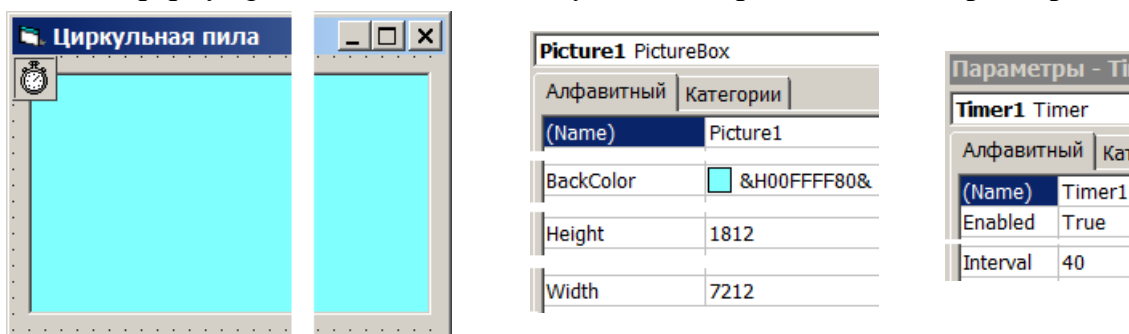 Циркульная пила
Picture1 PictureBox
Алфавитный Категории
(Name) Picture1
BackColor &H00FFFF80&
Height 1812
Width 7212
Параметры - Ti
Timer1 Timer
Алфавитный Кат
(Name) Timer1
Enabled True
Interval 40